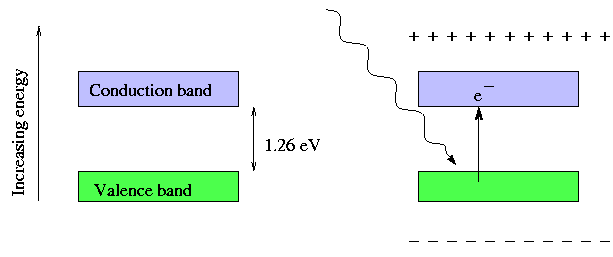 Increasing energy
Conduction band
1.26 eV
Valence band
+ + + + + + + + + + +
e−
− − − − − − − − − − −